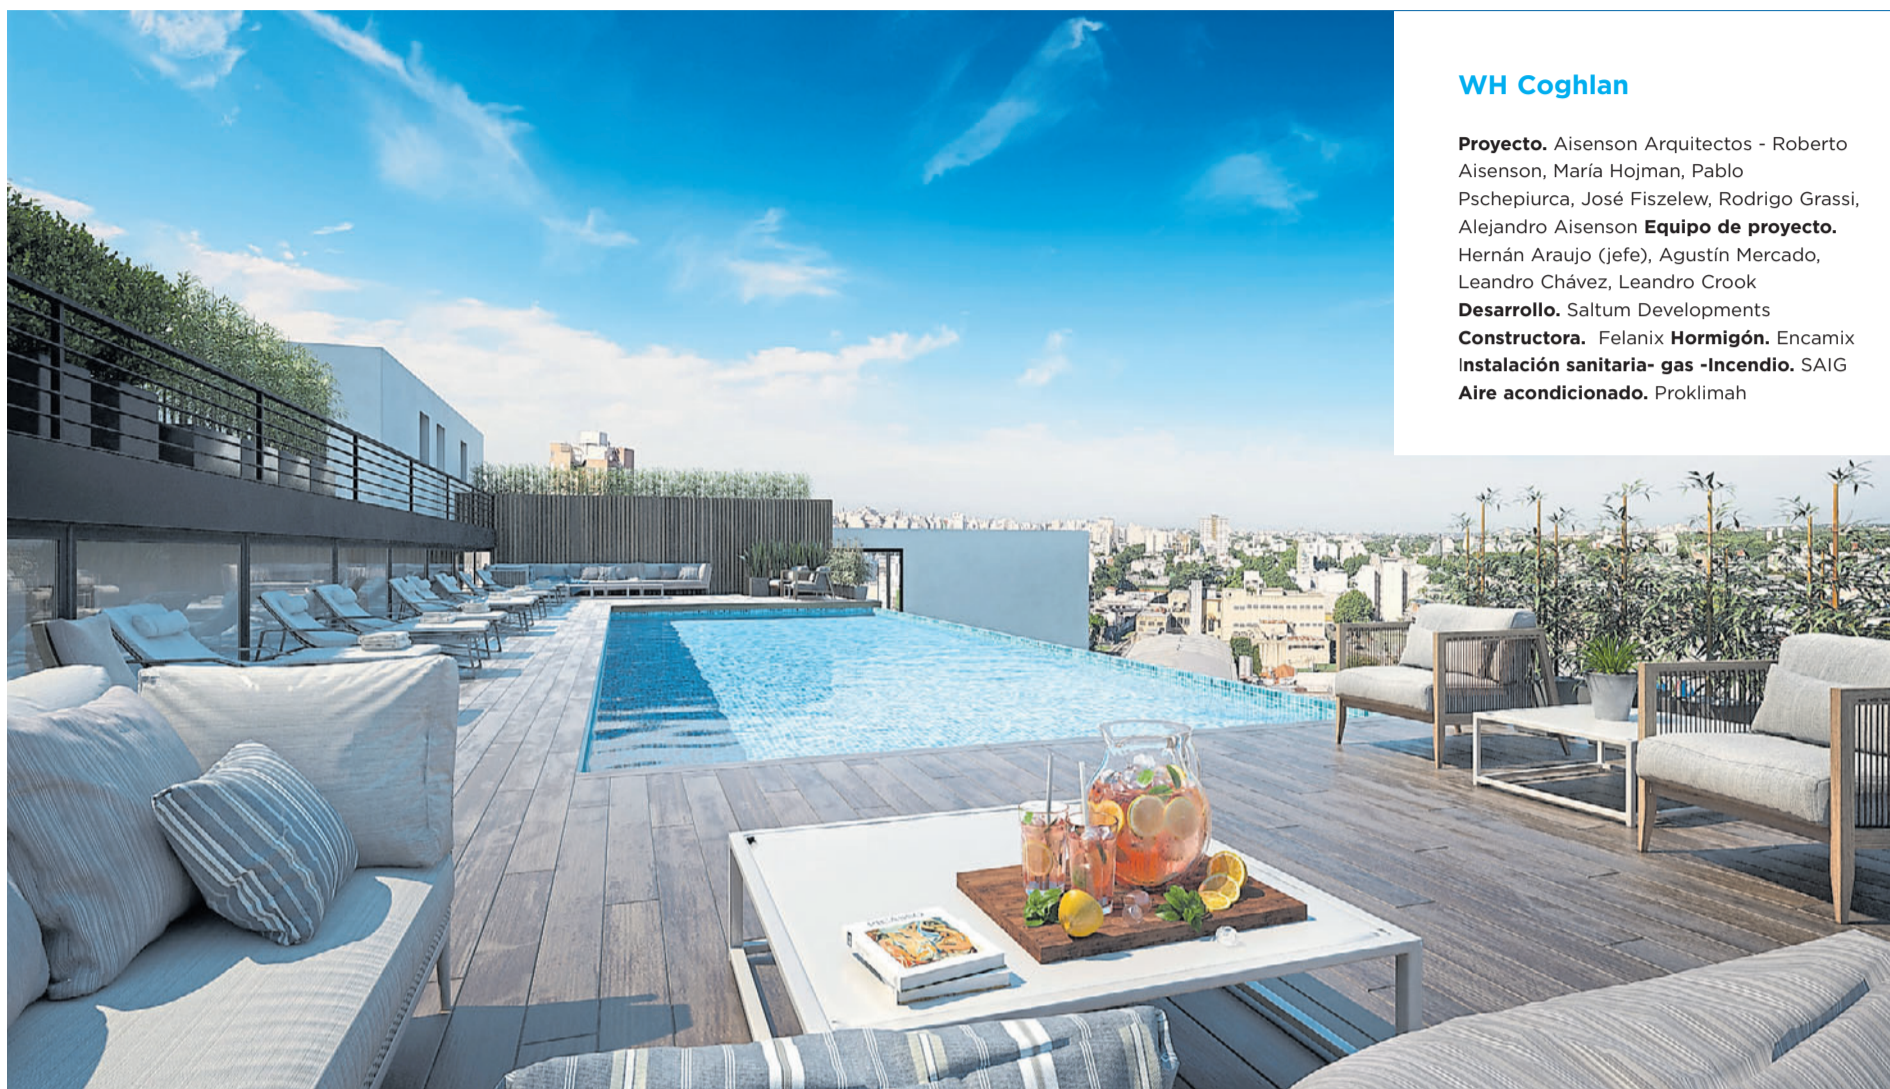 WH Coghlan
Proyecto. Aisenson Arquitectos - Roberto
Aisenson, María Hojman, Pablo
Pschepiurca, José Fiszelew, Rodrigo Grassi,
Alejandro Aisenson Equipo de proyecto.
Hernán Araujo (jefe), Agustín Mercado,
Leandro Chávez, Leandro Crook
Desarrollo. Saltum Developments
Constructora. Felanix Hormigón. Encamix
Instalación sanitaria- gas -Incendio. SAIG
Aire acondicionado. Proklimah
PICASSO